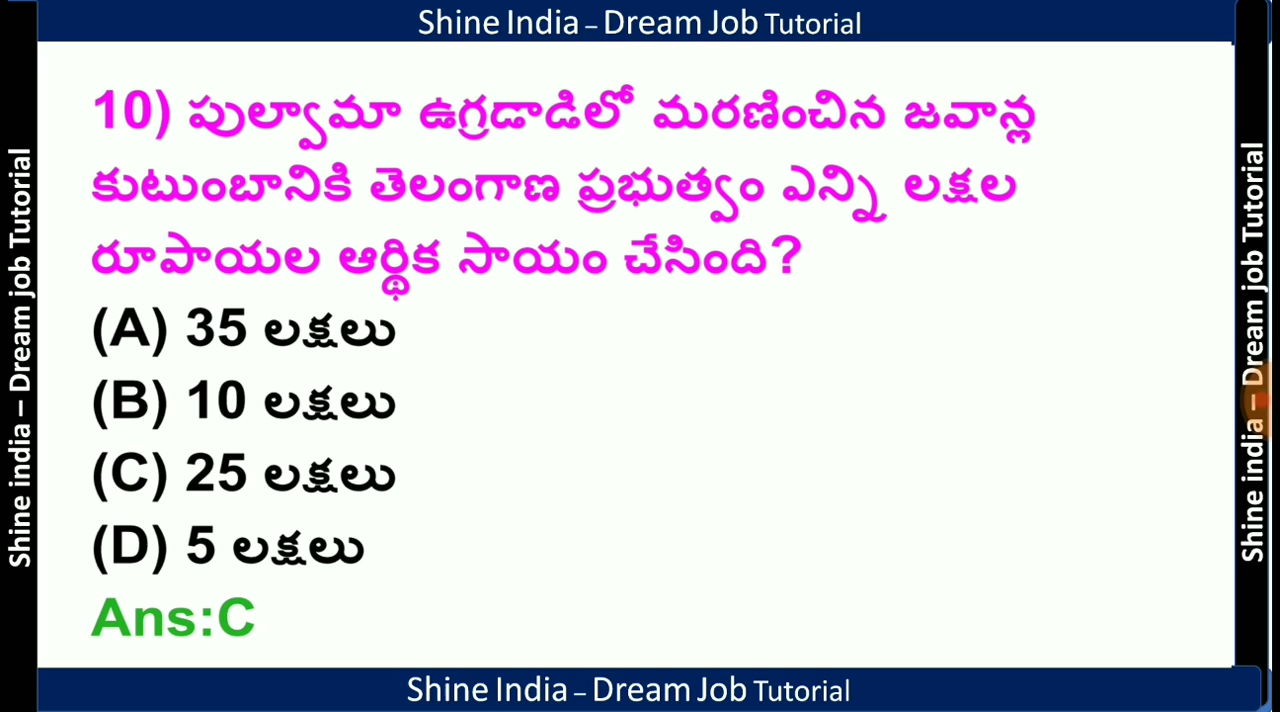 Shine India – Dream Job Tutorial
10) పుల్వామా ఉగ్రడాడిలో మరణించిన జవాన్ల
కుటుంబానికి తెలంగాణ ప్రభుత్వం ఎన్ని లక్షల
రూపాయల ఆర్థిక సాయం చేసింది?
(A) 35 లక్షలు
(B) 10 లక్షలు
(C) 25 లక్షలు
(D) 5 లక్షలు
Ans:C
Shine India – Dream Job Tutorial
Shine india – Dream job Tutorial
Shine india – Dream job Tutorial